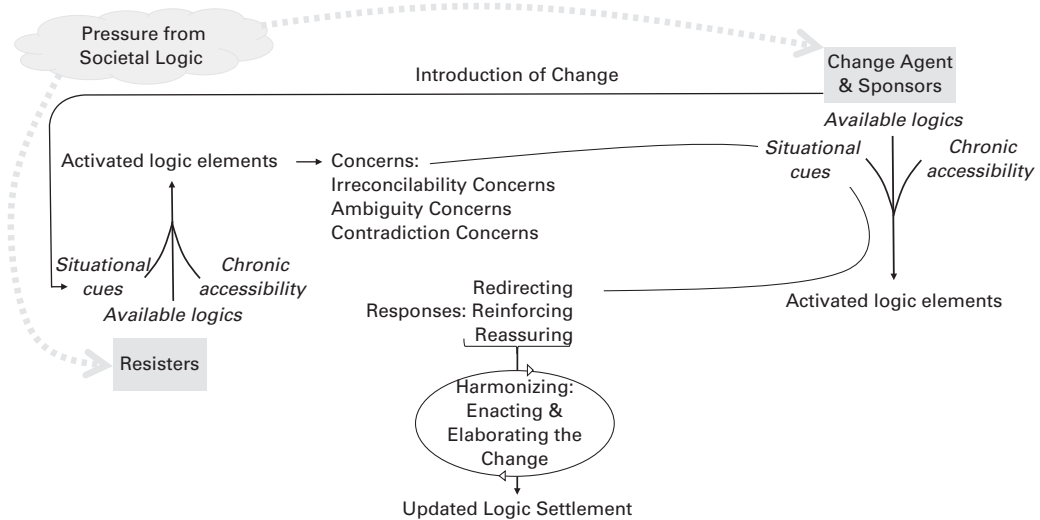 Pressure from
Societal Logic
Change Agent
& Sponsors
Introduction of Change
Available logics
Situational
cues
Chronic
accessibility
Activated logic elements
Concerns:
Irreconcilability Concerns
Ambiguity Concerns
Contradiction Concerns
Situational
cues
Chronic
accessibility
Available logics
Resisters
Redirecting
Responses: Reinforcing
Reassuring
Activated logic elements
Harmonizing:
Enacting &
Elaborating the
Change
Updated Logic Settlement